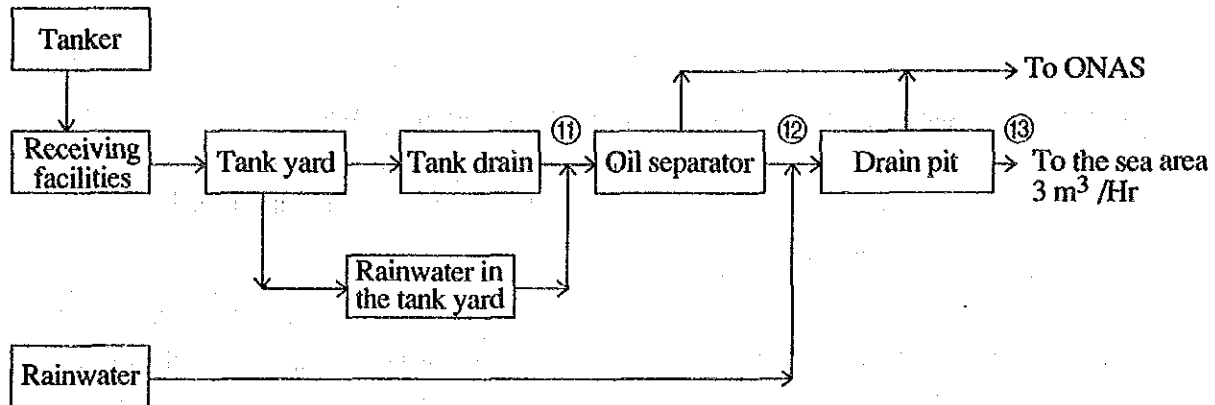 Tanker
To ONAS
⑪
⑫
⑬
Receiving
facilities
Tank yard
Tank drain
Oil separator
Drain pit
To the sea area
3 m³ /Hr
Rainwater in
the tank yard
Rainwater